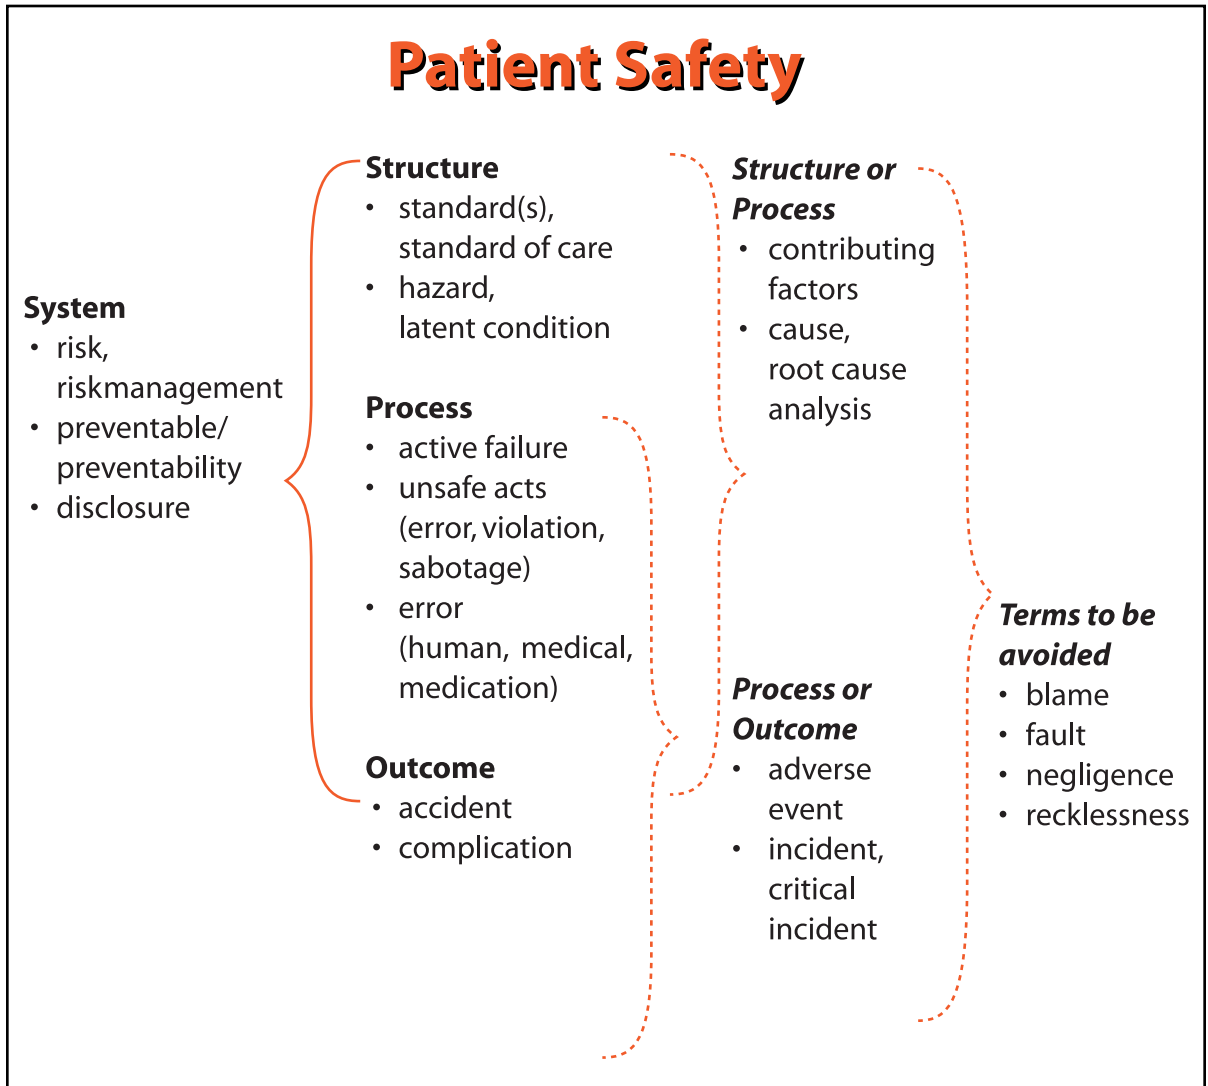 Patient Safety
System
• risk,
riskmanagement
• preventable/
preventability
• disclosure
Structure
• standard(s),
standard of care
• hazard,
latent condition
Process
• active failure
• unsafe acts
(error, violation,
sabotage)
• error
(human, medical,
medication)
Outcome
• accident
• complication
Structure or
Process
• contributing
factors
• cause,
root cause
analysis
Process or
Outcome
• adverse
event
• incident,
critical
incident
Terms to be
avoided
• blame
• fault
• negligence
• recklessness